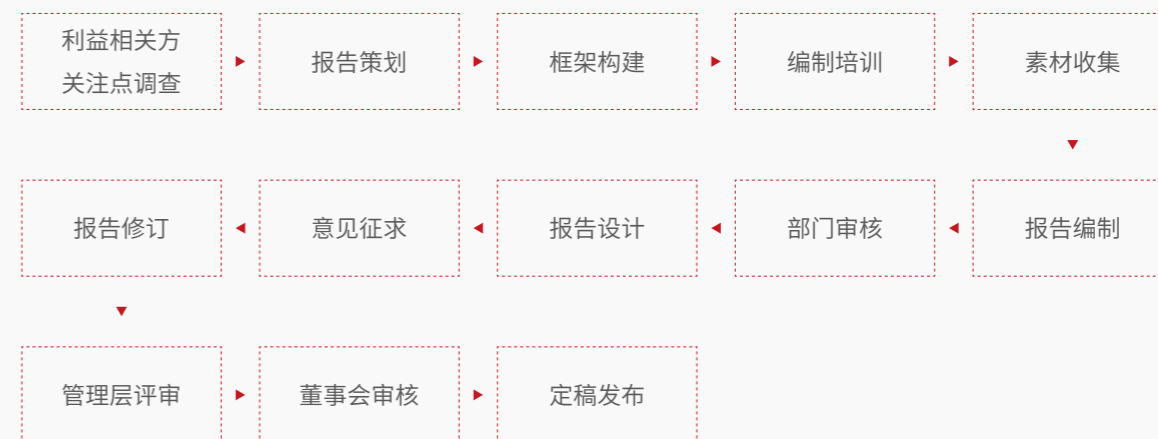 利益相关方
关注点调查
报告策划
框架构建
编制培训
素材收集
报告修订
意见征求
报告设计
部门审核
报告编制
管理层评审
董事会审核
定稿发布